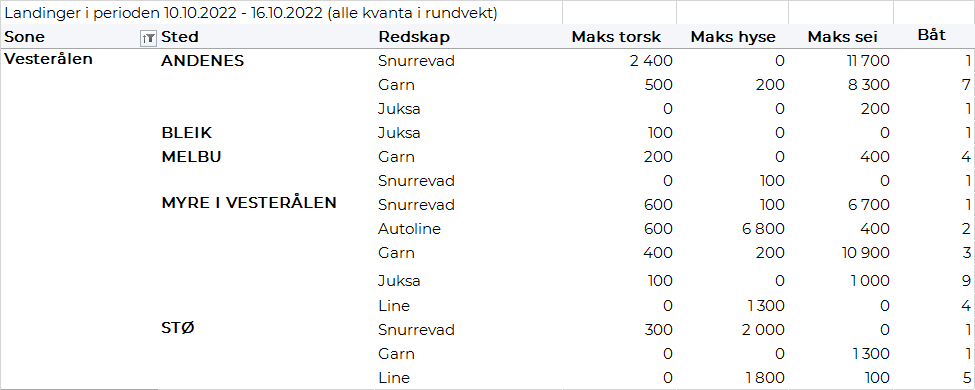 Landinger i perioden 10.10.2022 - 16.10.2022 (alle kvanta i rundvekt)
Sone Sted Redskap Maks torsk Maks hyse Maks sei Båt
Vesterålen ANDENES Snurrevad 2 400 0 11 700 1
Garn 500 200 8 300 7
Juksa 0 0 200 1
BLEIK Juksa 100 0 0 1
MELBU Garn 200 0 400 4
Snurrevad 0 100 0 1
MYRE I VESTERÅLEN Snurrevad 600 100 6 700 1
Autoline 600 6 800 400 2
Garn 400 200 10 900 3
Juksa 100 0 1 000 9
Line 0 1 300 0 4
STØ Snurrevad 300 2 000 0 1
Garn 0 0 1 300 1
Line 0 1 800 100 5